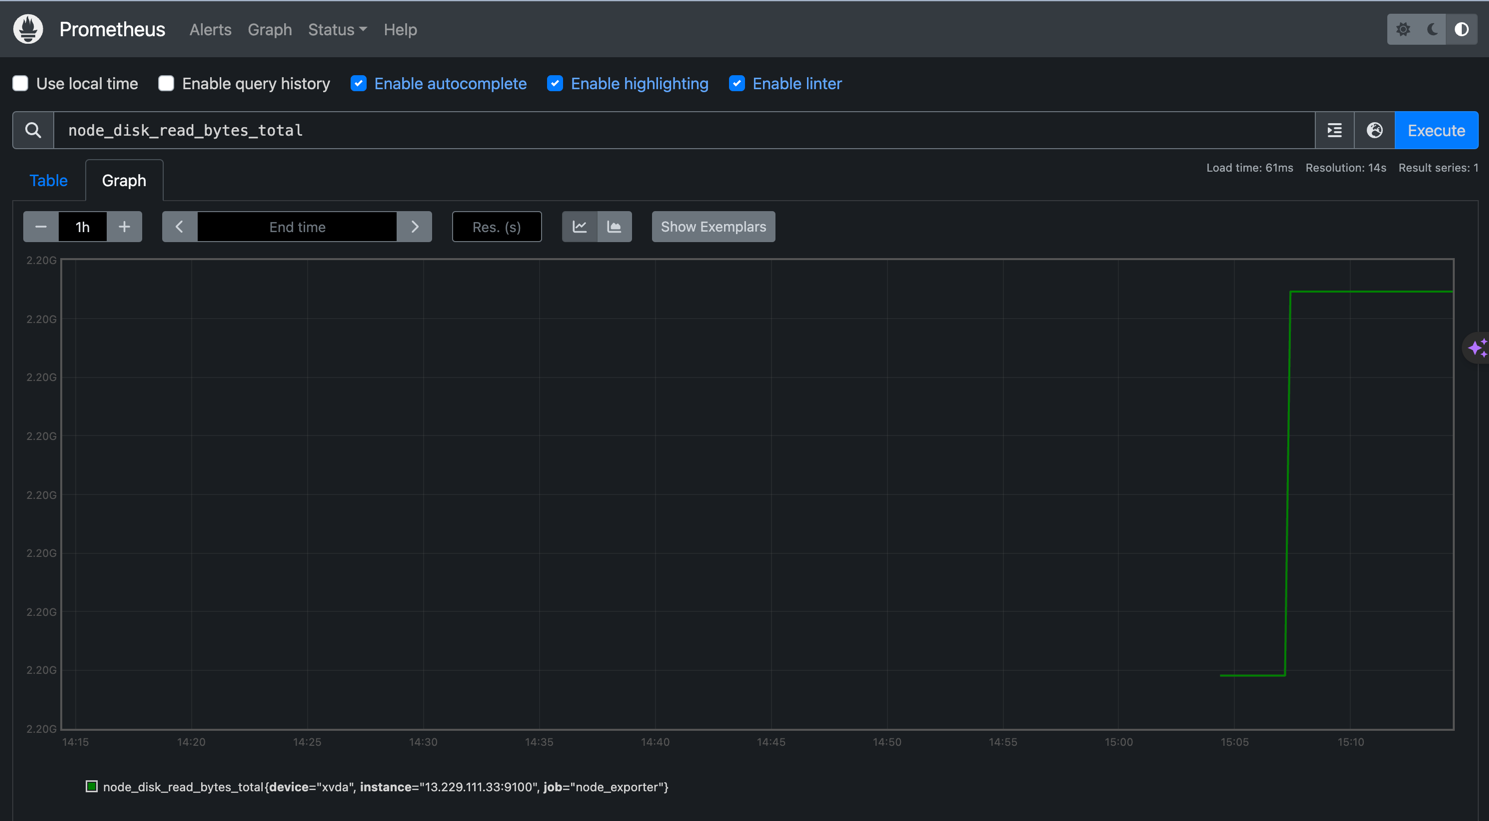 Prometheus Alerts Graph Status Help
Use local time Enable query history Enable autocomplete Enable highlighting Enable linter
node_disk_read_bytes_total Execute
Load time: 61ms Resolution: 14s Result series: 1
Table Graph
− 1h + End time Res. (s) Show Exemplars
2.20G
2.20G
2.20G
2.20G
2.20G
2.20G
2.20G
2.20G
2.20G
14:15 14:20 14:25 14:30 14:35 14:40 14:45 14:50 14:55 15:00 15:05 15:10
node_disk_read_bytes_total{device="xvda", instance="13.229.111.33:9100", job="node_exporter"}